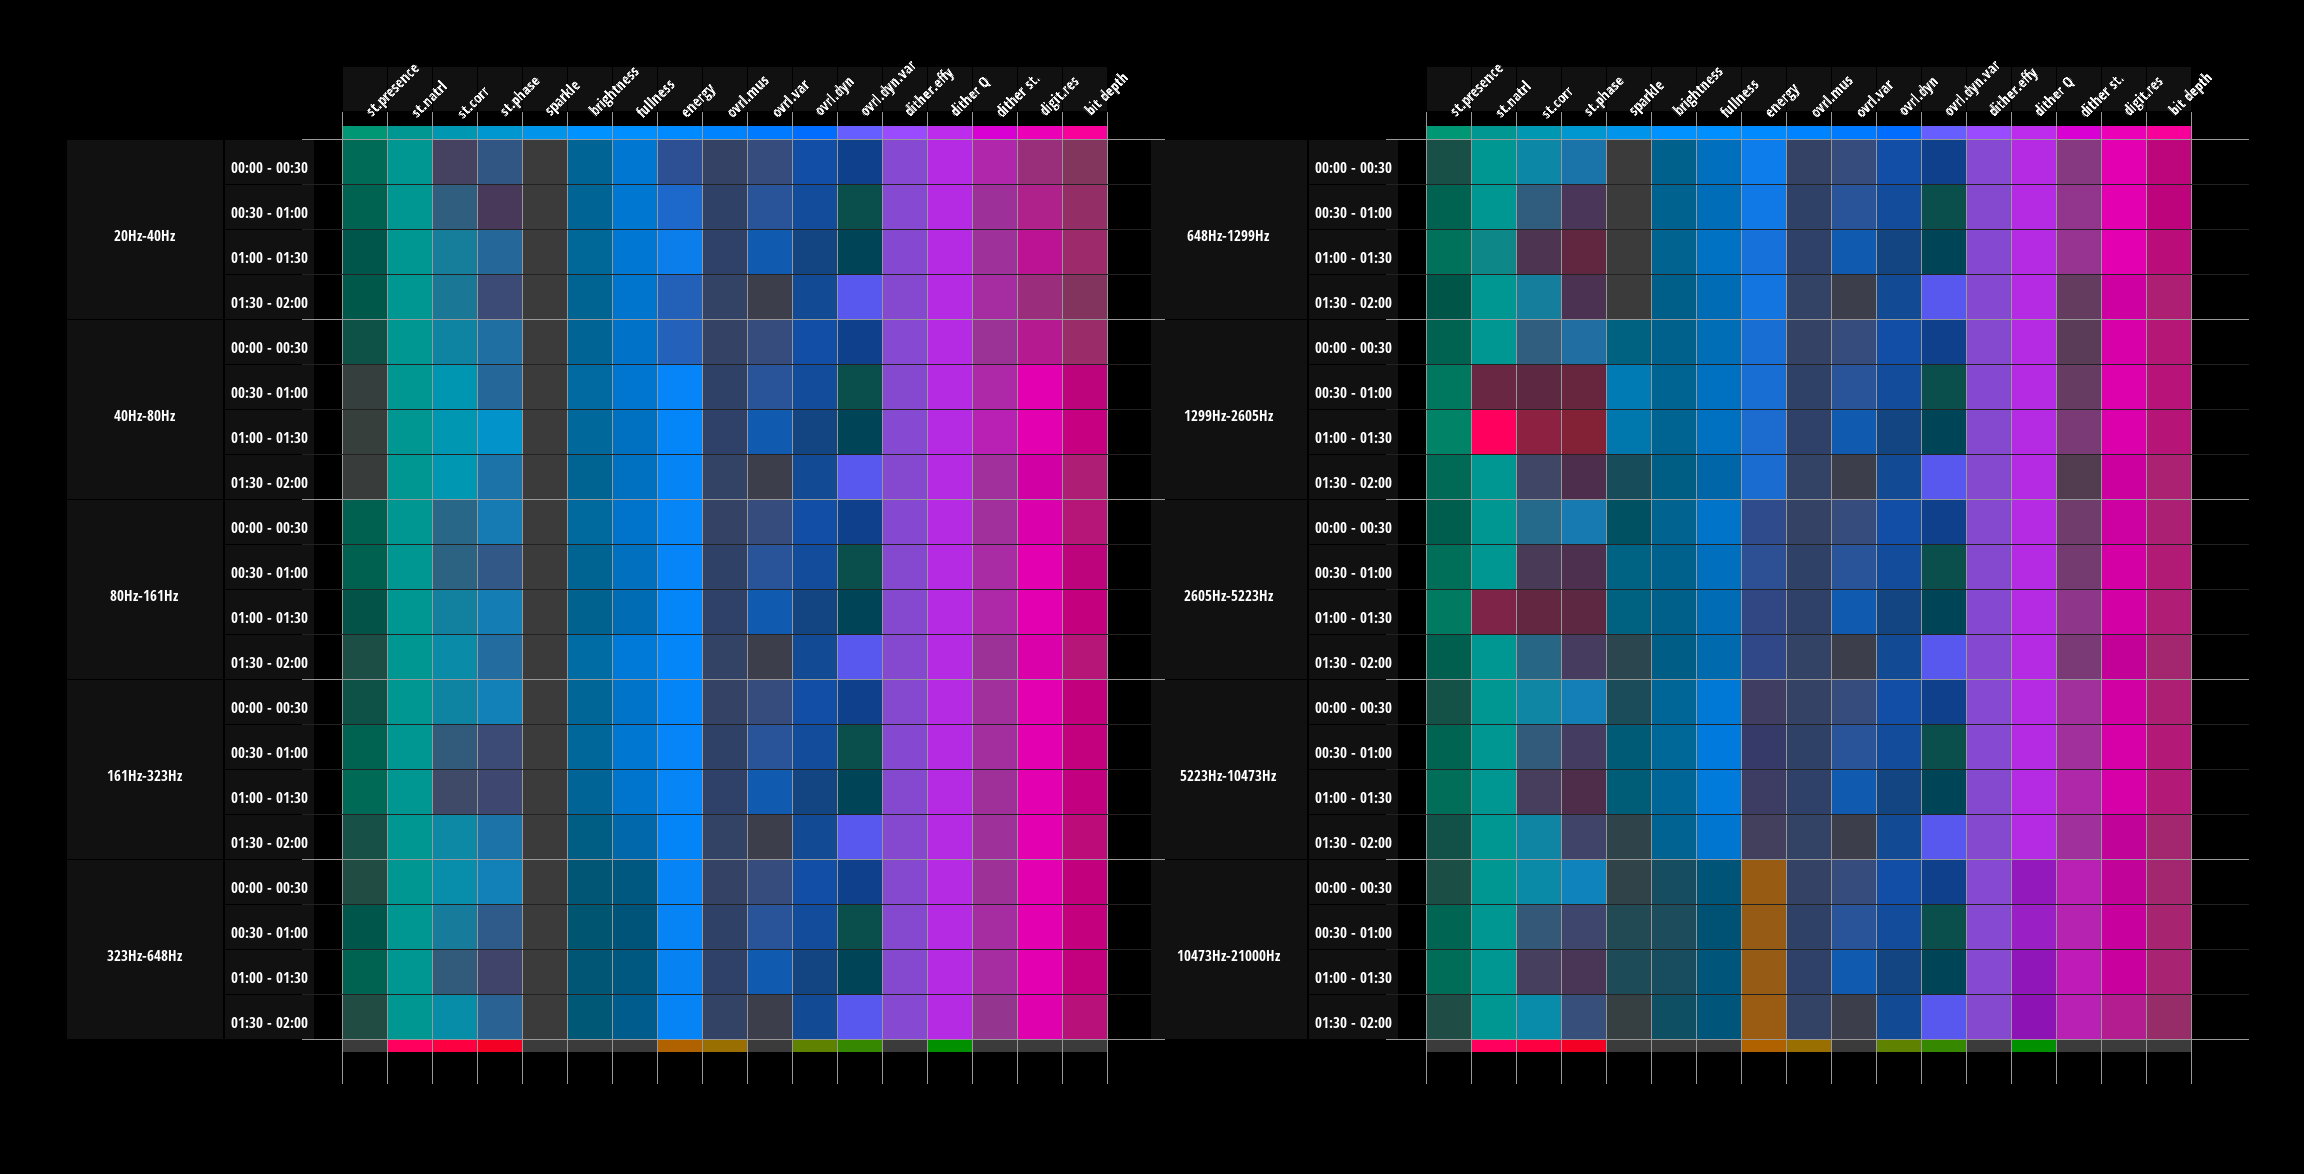 st.presence
st.natrl
st.corr
st.phase
sparkle
brightness
fullness
energy
ovrl.mus
ovrl.var
ovrl.dyn
ovrl.dyn.var
dither.effy
dither Q
dither st.
digit.res
bit depth
20Hz-40Hz
00:00 - 00:30
00:30 - 01:00
01:00 - 01:30
01:30 - 02:00
40Hz-80Hz
00:00 - 00:30
00:30 - 01:00
01:00 - 01:30
01:30 - 02:00
80Hz-161Hz
00:00 - 00:30
00:30 - 01:00
01:00 - 01:30
01:30 - 02:00
161Hz-323Hz
00:00 - 00:30
00:30 - 01:00
01:00 - 01:30
01:30 - 02:00
323Hz-648Hz
00:00 - 00:30
00:30 - 01:00
01:00 - 01:30
01:30 - 02:00
st.presence
st.natrl
st.corr
st.phase
sparkle
brightness
fullness
energy
ovrl.mus
ovrl.var
ovrl.dyn
ovrl.dyn.var
dither.effy
dither Q
dither st.
digit.res
bit depth
648Hz-1299Hz
00:00 - 00:30
00:30 - 01:00
01:00 - 01:30
01:30 - 02:00
1299Hz-2605Hz
00:00 - 00:30
00:30 - 01:00
01:00 - 01:30
01:30 - 02:00
2605Hz-5223Hz
00:00 - 00:30
00:30 - 01:00
01:00 - 01:30
01:30 - 02:00
5223Hz-10473Hz
00:00 - 00:30
00:30 - 01:00
01:00 - 01:30
01:30 - 02:00
10473Hz-21000Hz
00:00 - 00:30
00:30 - 01:00
01:00 - 01:30
01:30 - 02:00